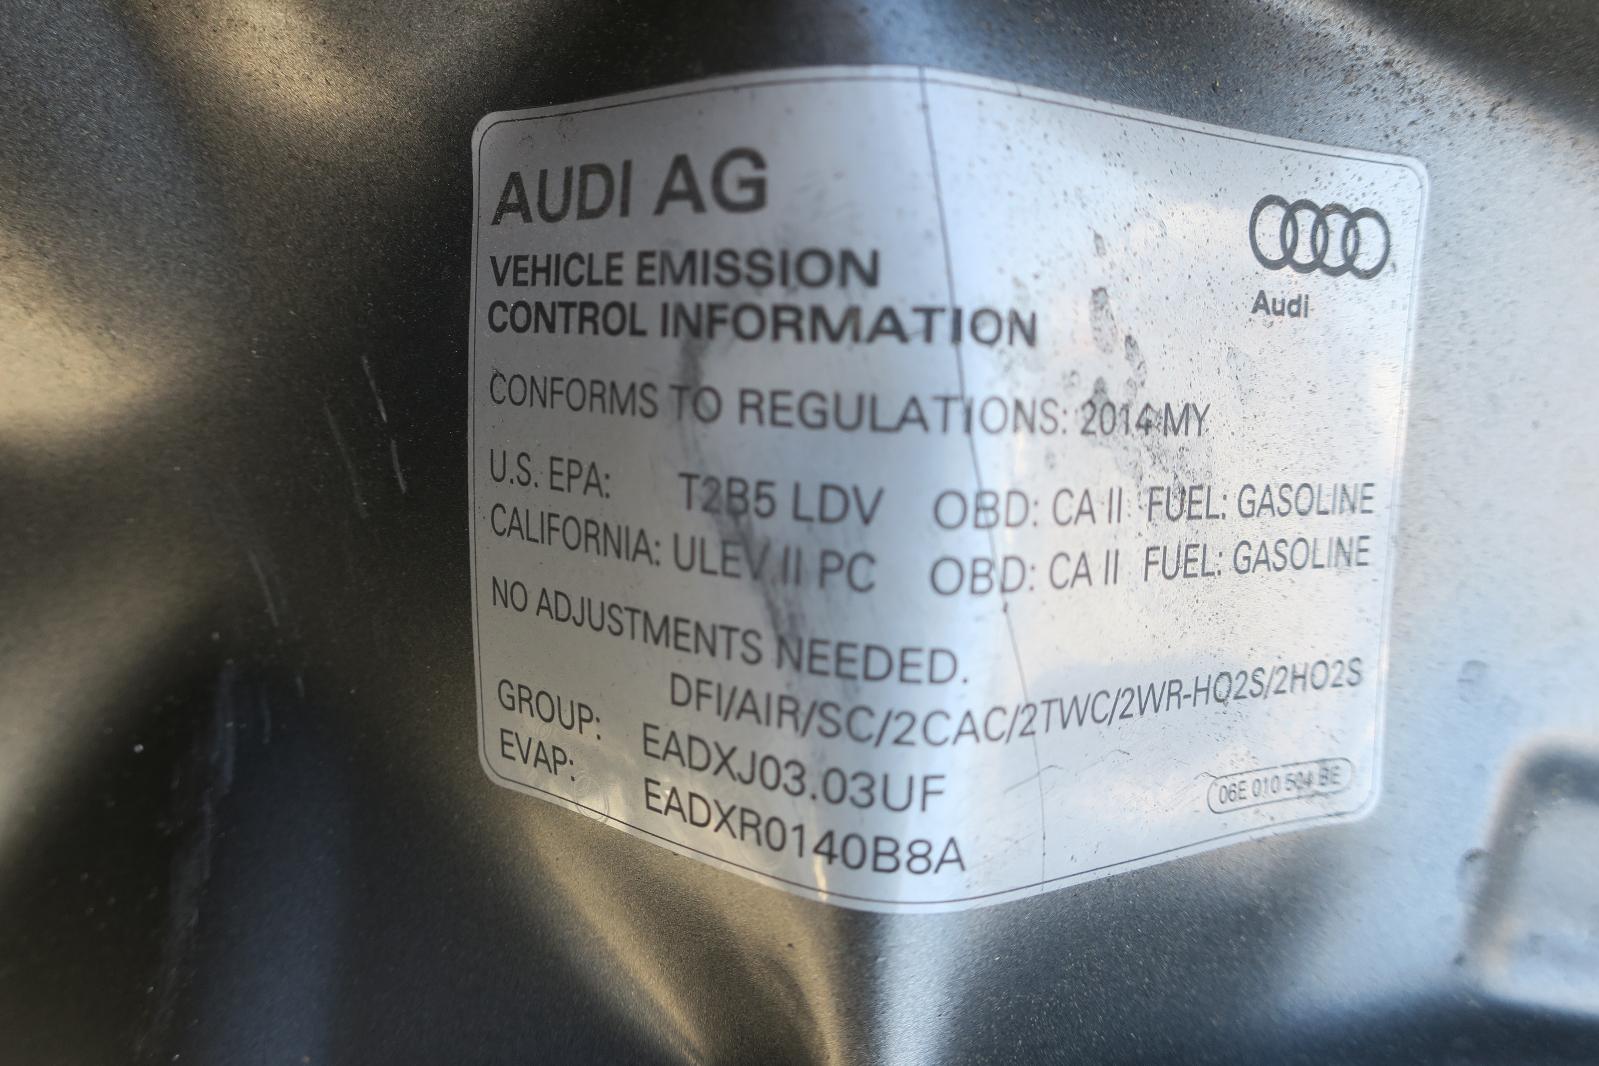 AUDI AG
VEHICLE EMISSION
CONTROL INFORMATION
Audi
CONFORMS TO REGULATIONS: 2014 MY
U.S. EPA: T2B5 LDV OBD: CA II FUEL: GASOLINE
CALIFORNIA: ULEV II PC OBD: CA II FUEL: GASOLINE
NO ADJUSTMENTS NEEDED.
DFI/AIR/SC/2CAC/2TWC/2WR-HO2S/2HO2S
GROUP: EADXJ03.03UF
EVAP: EADXR0140B8A
06E 010 504 BE